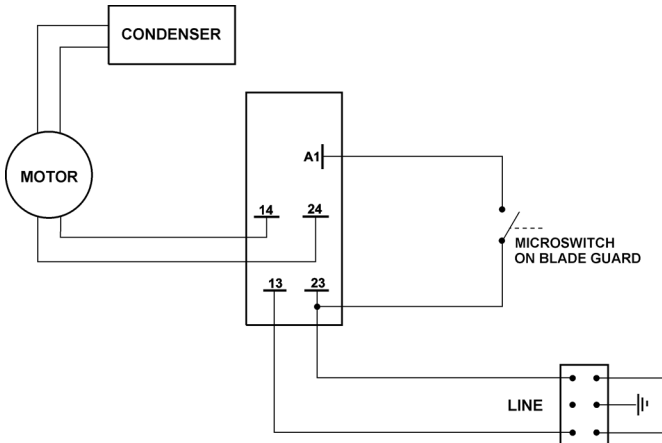 CONDENSER
MOTOR
A1
14
24
13
23
MICROSWITCH
ON BLADE GUARD
LINE